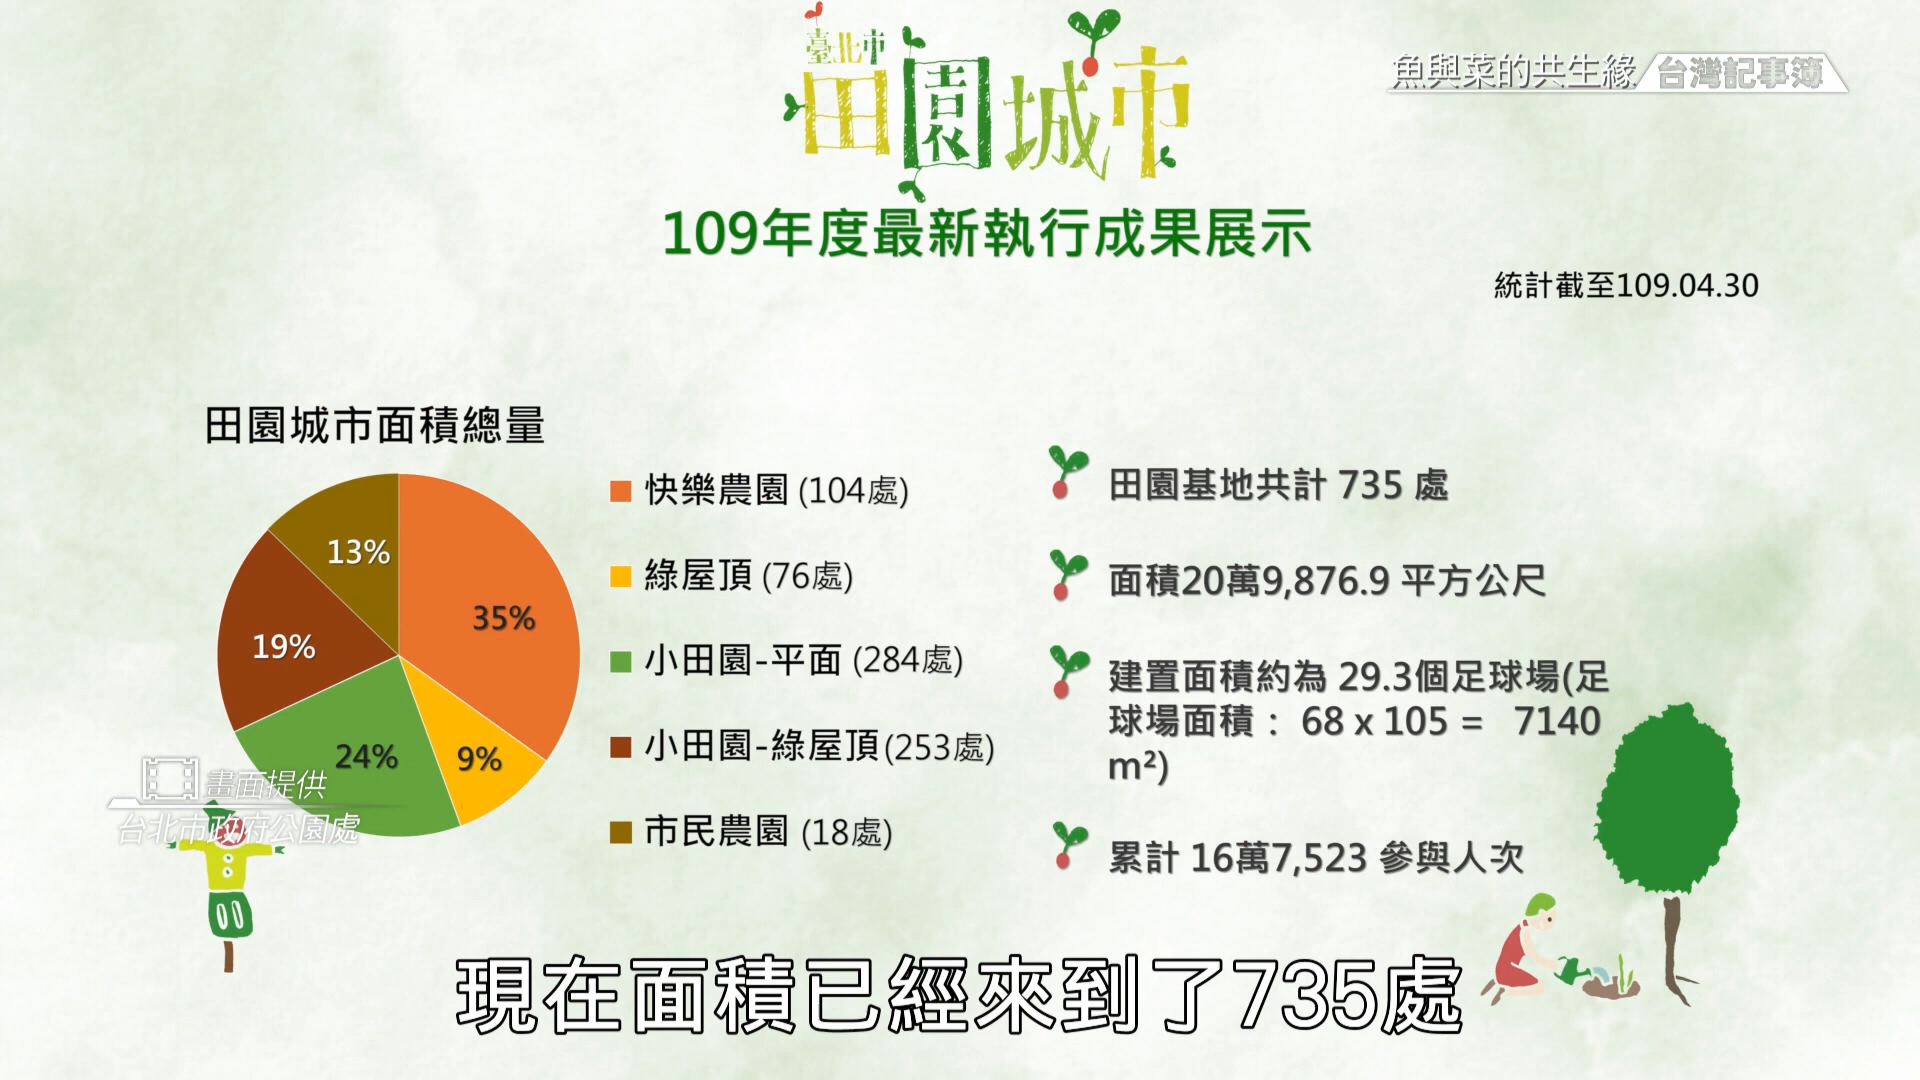 臺北市
田園城市
魚與菜的共生緣 台灣記事簿
109年度最新執行成果展示
統計截至109.04.30
田園城市面積總量
35%
9%
24%
19%
13%
快樂農園 (104處)
綠屋頂 (76處)
小田園-平面 (284處)
小田園-綠屋頂(253處)
市民農園 (18處)
田園基地共計 735 處
面積20萬9,876.9 平方公尺
建置面積約為 29.3個足球場(足
球場面積： 68 x 105 = 7140
m²)
累計 16萬7,523 參與人次
畫面提供
台北市政府公園處
現在面積已經來到了735處